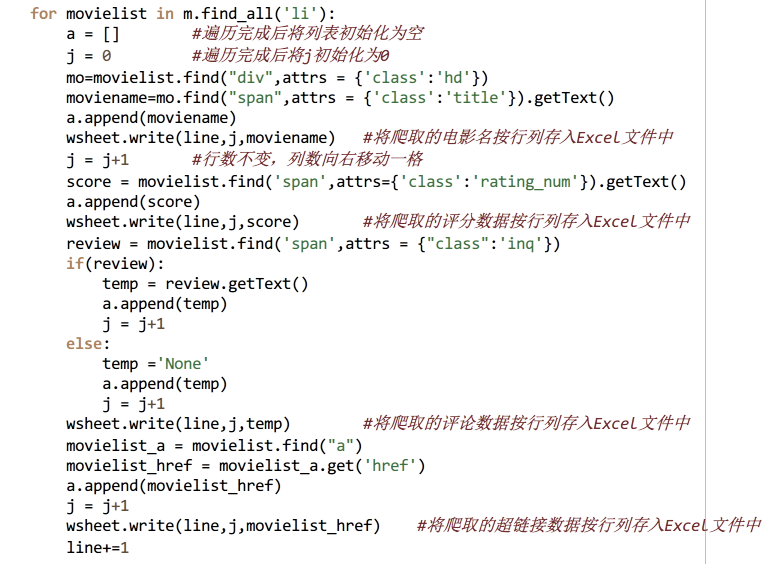 for movielist in m.find_all('li'):
    a = []       #遍历完成后将列表初始化为空
    j = 0        #遍历完成后将j初始化为0
    mo=movielist.find("div",attrs = {'class':'hd'})
    moviename=mo.find("span",attrs = {'class':'title'}).getText()
    a.append(moviename)
    wsheet.write(line,j,moviename)   #将爬取的电影名按行列存入Excel文件中
    j = j+1       #行数不变，列数向右移动一格
    score = movielist.find('span',attrs={'class':'rating_num'}).getText()
    a.append(score)
    wsheet.write(line,j,score)       #将爬取的评分数据按行列存入Excel文件中
    review = movielist.find('span',attrs = {"class":'inq'})
    if(review):
        temp = review.getText()
        a.append(temp)
        j = j+1
    else:
        temp ='None'
        a.append(temp)
        j = j+1
    wsheet.write(line,j,temp)        #将爬取的评论数据按行列存入Excel文件中
    movielist_a = movielist.find("a")
    movielist_href = movielist_a.get('href')
    a.append(movielist_href)
    j = j+1
    wsheet.write(line,j,movielist_href)    #将爬取的超链接数据按行列存入Excel文件中
    line+=1